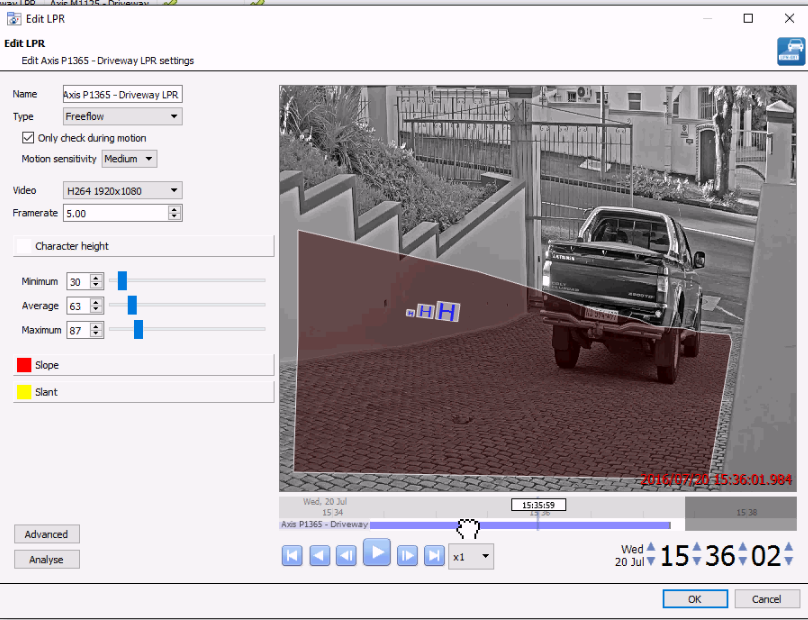 Axis M1125 - Driveway
Edit LPR
Edit LPR
Edit Axis P1365 - Driveway LPR settings
Name Axis P1365 - Driveway LPR
Type Freeflow
Only check during motion
Motion sensitivity Medium
Video H264 1920x1080
Framerate 5.00
Character height
Minimum 30
Average 63
Maximum 87
Slope
Slant
H H H
2016/07/20 15:36:01.984
Wed, 20 Jul
15:34 15:35:59 15:36 15:38
Axis P1365 - Driveway
x1
Wed 20 Jul 15 36 02
Advanced
Analyse
OK Cancel